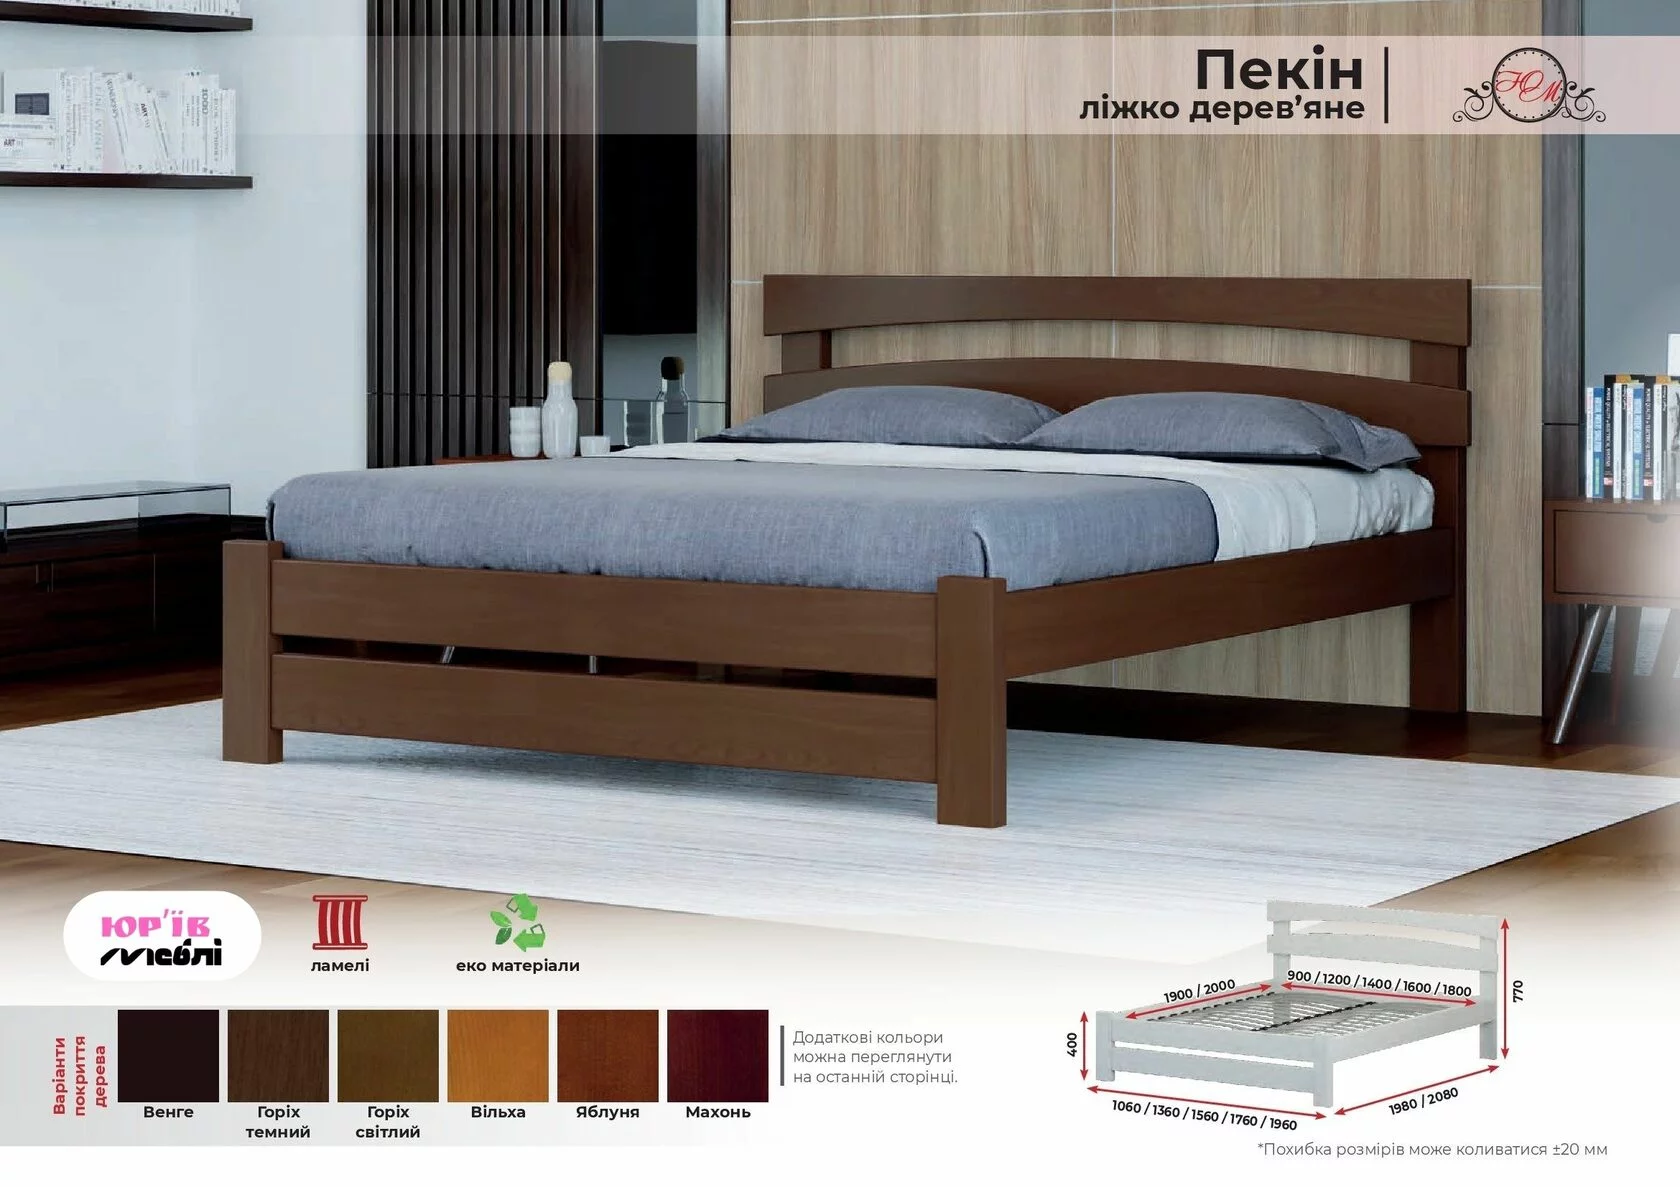 Пекін
ліжко дерев’яне
ЮМ
ЮР'ЇВ
меблі
ламелі
еко матеріали
Варіанти
покриття
дерева
Венге
Горіх
темний
Горіх
світлий
Вільха
Яблуня
Махонь
Додаткові кольори
можна переглянути
на останній сторінці.
1900 / 2000
900 / 1200 / 1400 / 1600 / 1800
770
400
1060 / 1360 / 1560 / 1760 / 1960
1980 / 2080
*Похибка розмірів може коливатися ±20 мм